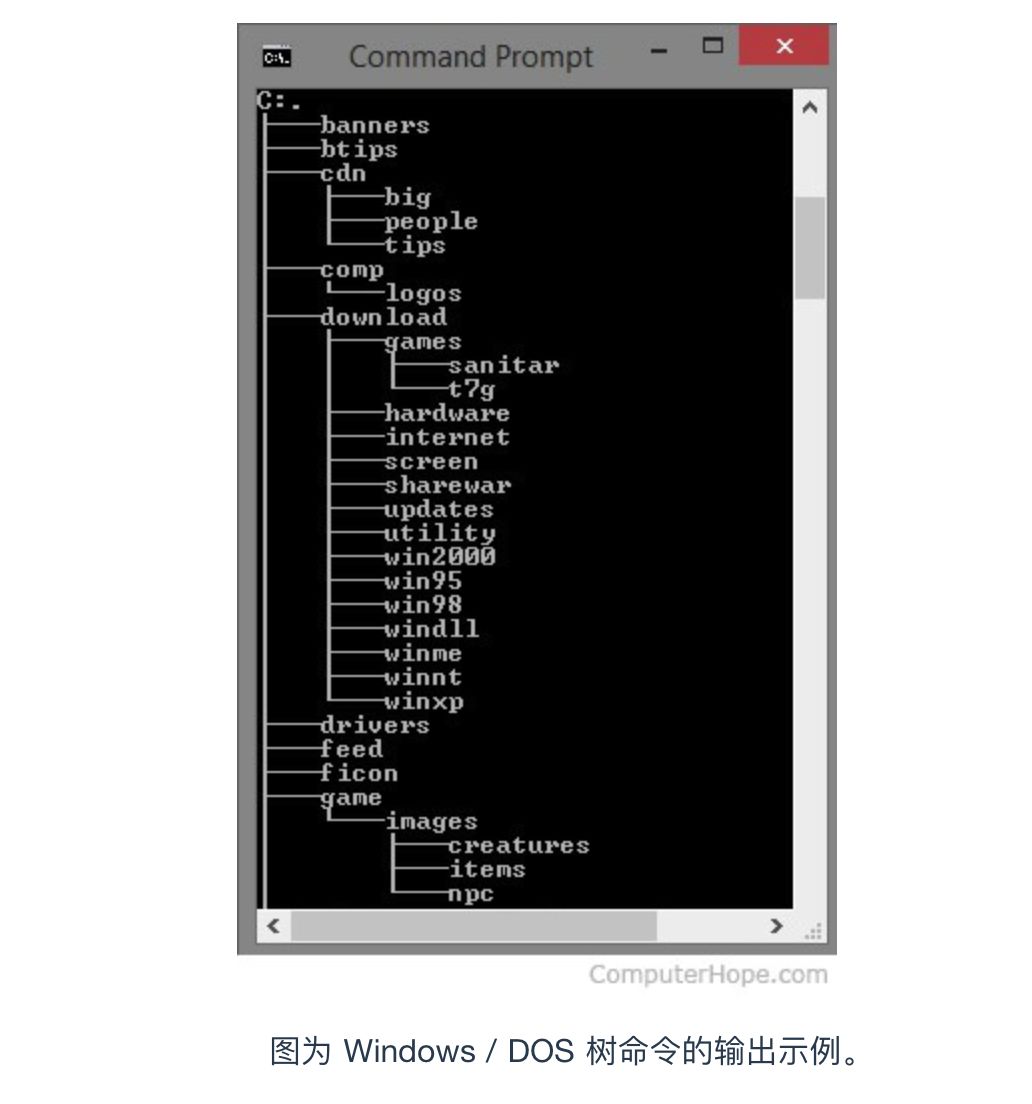 C:\.
Command Prompt
C:.
banners
btips
cdn
big
people
tips
comp
logos
download
games
sanitar
t7g
hardware
internet
screen
sharewar
updates
utility
win2000
win95
win98
windll
winme
winnt
winxp
drivers
feed
ficon
game
images
creatures
items
npc
ComputerHope.com
图为 Windows / DOS 树命令的输出示例。